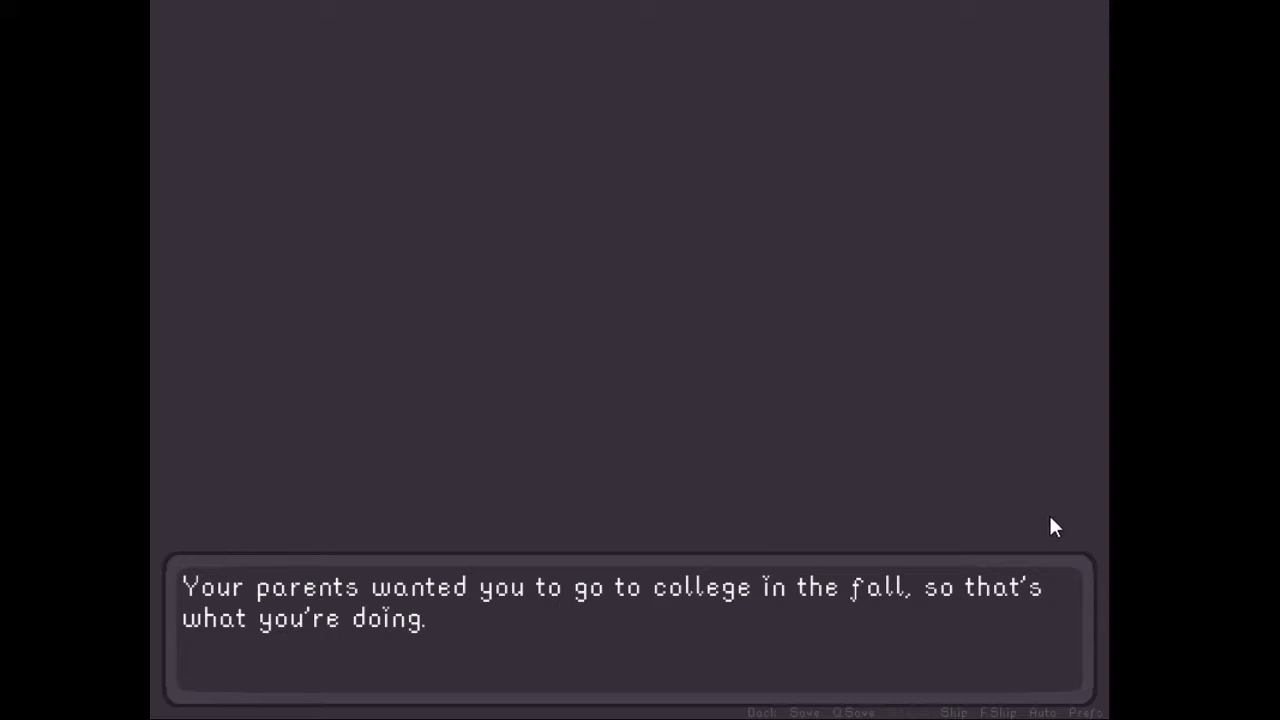 Your parents wanted you to go to college in the fall, so that's
what you're doing.
Back Save Q.Save Skip F.Skip Auto Prefs